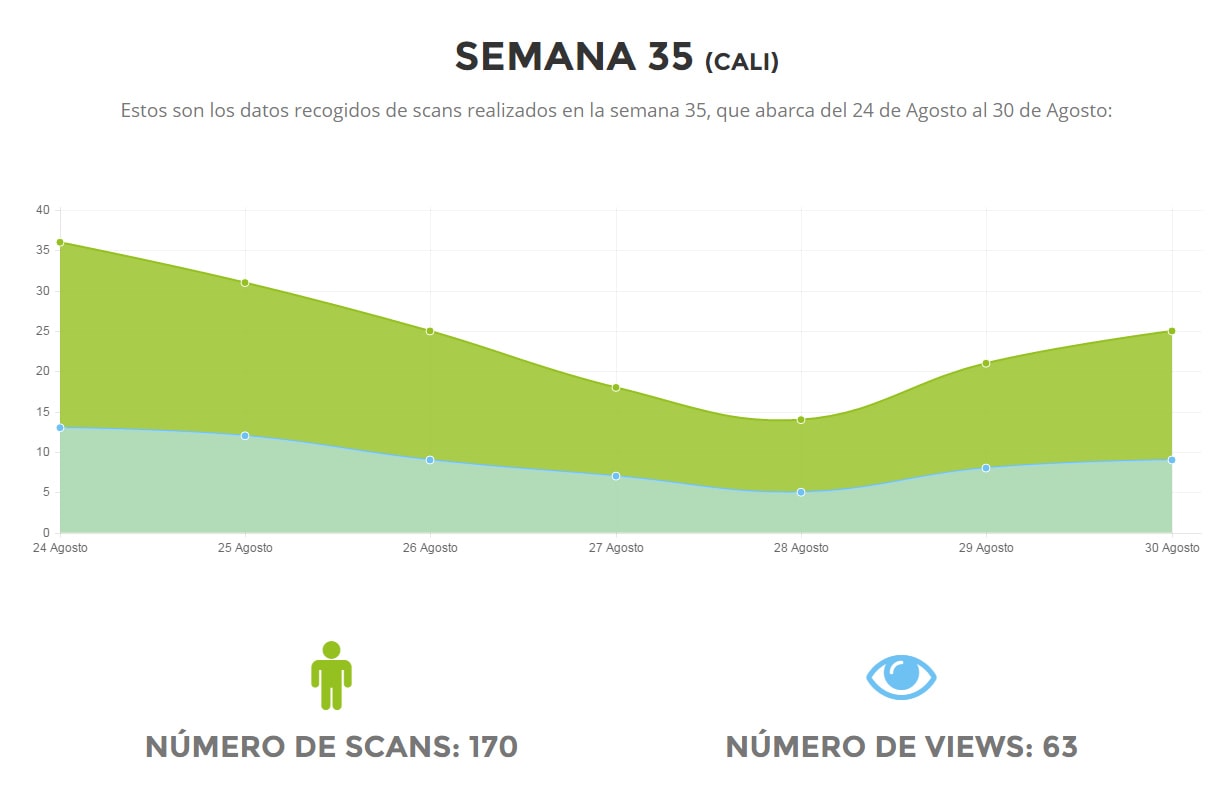 SEMANA 35 (CALI)
Estos son los datos recogidos de scans realizados en la semana 35, que abarca del 24 de Agosto al 30 de Agosto:
40
35
30
25
20
15
10
5
0
24 Agosto 25 Agosto 26 Agosto 27 Agosto 28 Agosto 29 Agosto 30 Agosto
NÚMERO DE SCANS: 170 NÚMERO DE VIEWS: 63